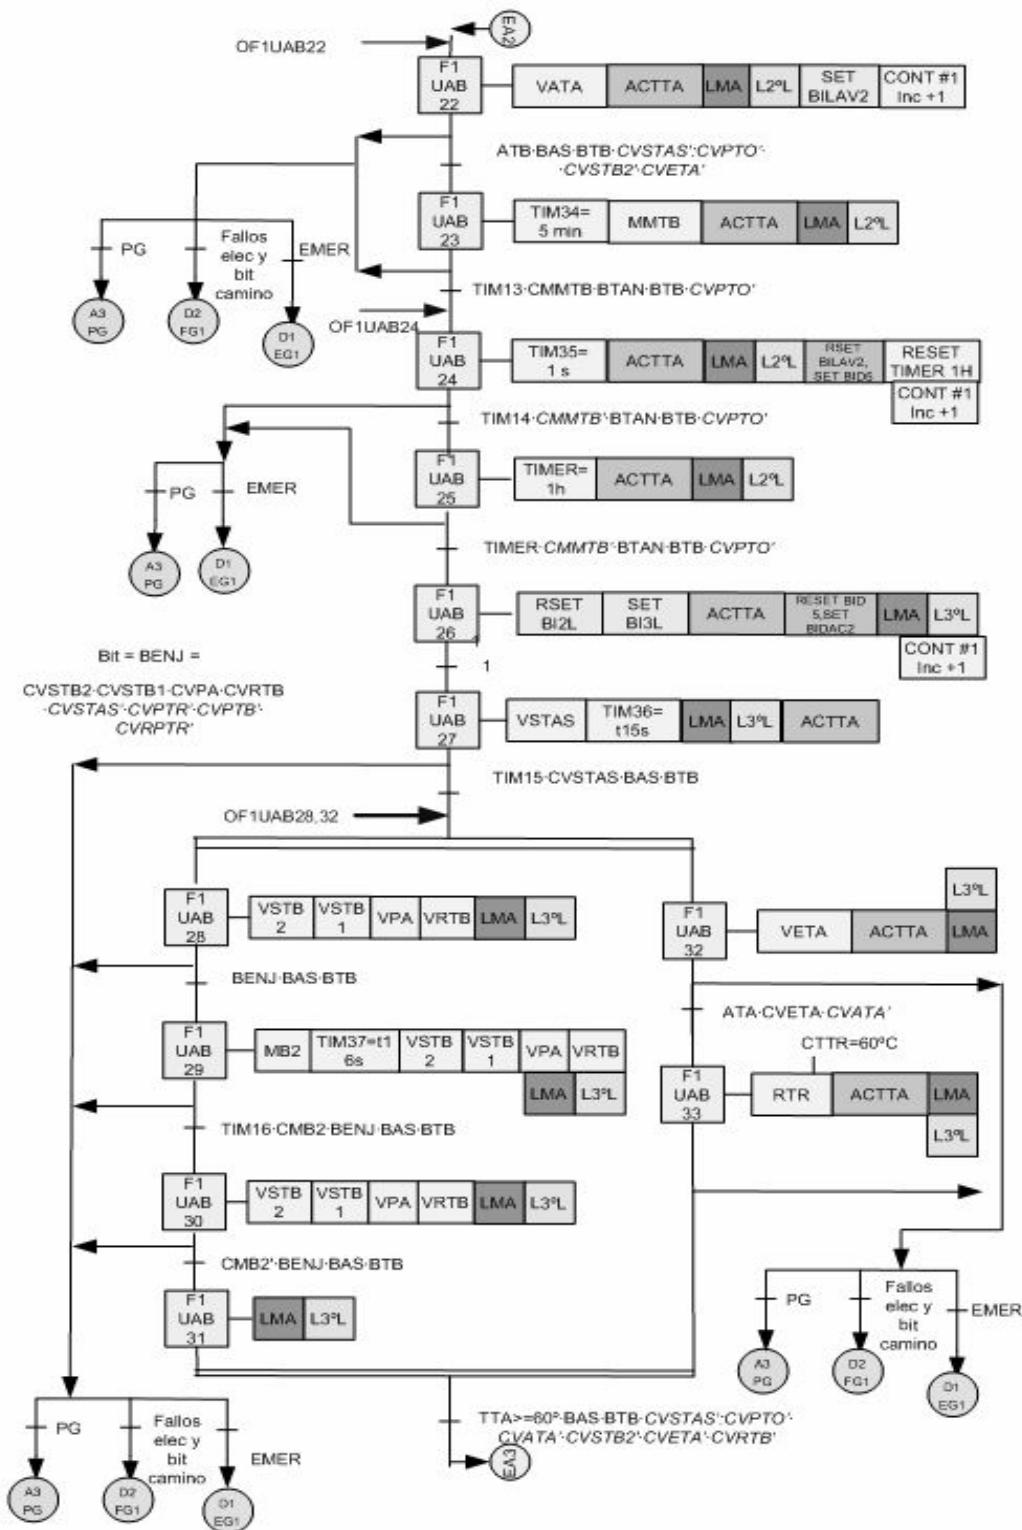 EA2
OF1UAB22
F1
UAB
22
VATA
ACTTA
LMA
L2ºL
SET
BILAV2
CONT #1
Inc +1
ATB·BAS·BTB·CVSTAS'·CVPTO'·
·CVSTB2'·CVETA'
F1
UAB
23
TIM34=
5 min
MMTB
ACTTA
LMA
L2ºL
PG
Fallos
elec y
bit
camino
EMER
A3
PG
D2
FG1
D1
EG1
TIM13·CMMTB·BTAN·BTB·CVPTO'
OF1UAB24
F1
UAB
24
TIM35=
1 s
ACTTA
LMA
L2ºL
RSET
BILAV2,
SET BID5
RESET
TIMER 1H
CONT #1
Inc +1
TIM14·CMMTB'·BTAN·BTB·CVPTO'
F1
UAB
25
TIMER=
1h
ACTTA
LMA
L2ºL
PG
EMER
A3
PG
D1
EG1
TIMER·CMMTB'·BTAN·BTB·CVPTO'
F1
UAB
26
RSET
BI2L
SET
BI3L
ACTTA
RESET BID
5,SET
BIDAC2
LMA
L3ºL
CONT #1
Inc +1
1
Bit = BENJ =
CVSTB2·CVSTB1·CVPA·CVRTB
·CVSTAS'·CVPTR'·CVPTB'·
CVRPTR'
F1
UAB
27
VSTAS
TIM36=
t15s
LMA
L3ºL
ACTTA
TIM15·CVSTAS·BAS·BTB
OF1UAB28,32
F1
UAB
28
VSTB
2
VSTB
1
VPA
VRTB
LMA
L3ºL
F1
UAB
32
VETA
ACTTA
LMA
L3ºL
BENJ·BAS·BTB
ATA·CVETA·CVATA'
F1
UAB
29
MB2
TIM37=t1
6s
VSTB
2
VSTB
1
VPA
VRTB
LMA
L3ºL
CTTR=60ºC
F1
UAB
33
RTR
ACTTA
LMA
L3ºL
TIM16·CMB2·BENJ·BAS·BTB
F1
UAB
30
VSTB
2
VSTB
1
VPA
VRTB
LMA
L3ºL
CMB2'·BENJ·BAS·BTB
F1
UAB
31
LMA
L3ºL
PG
Fallos
elec y
bit
camino
EMER
A3
PG
D2
FG1
D1
EG1
TTA>=60º·BAS·BTB·CVSTAS'·CVPTO'·
CVATA'·CVSTB2'·CVETA'·CVRTB'
EA3
PG
Fallos
elec y
bit
camino
EMER
A3
PG
D2
FG1
D1
EG1